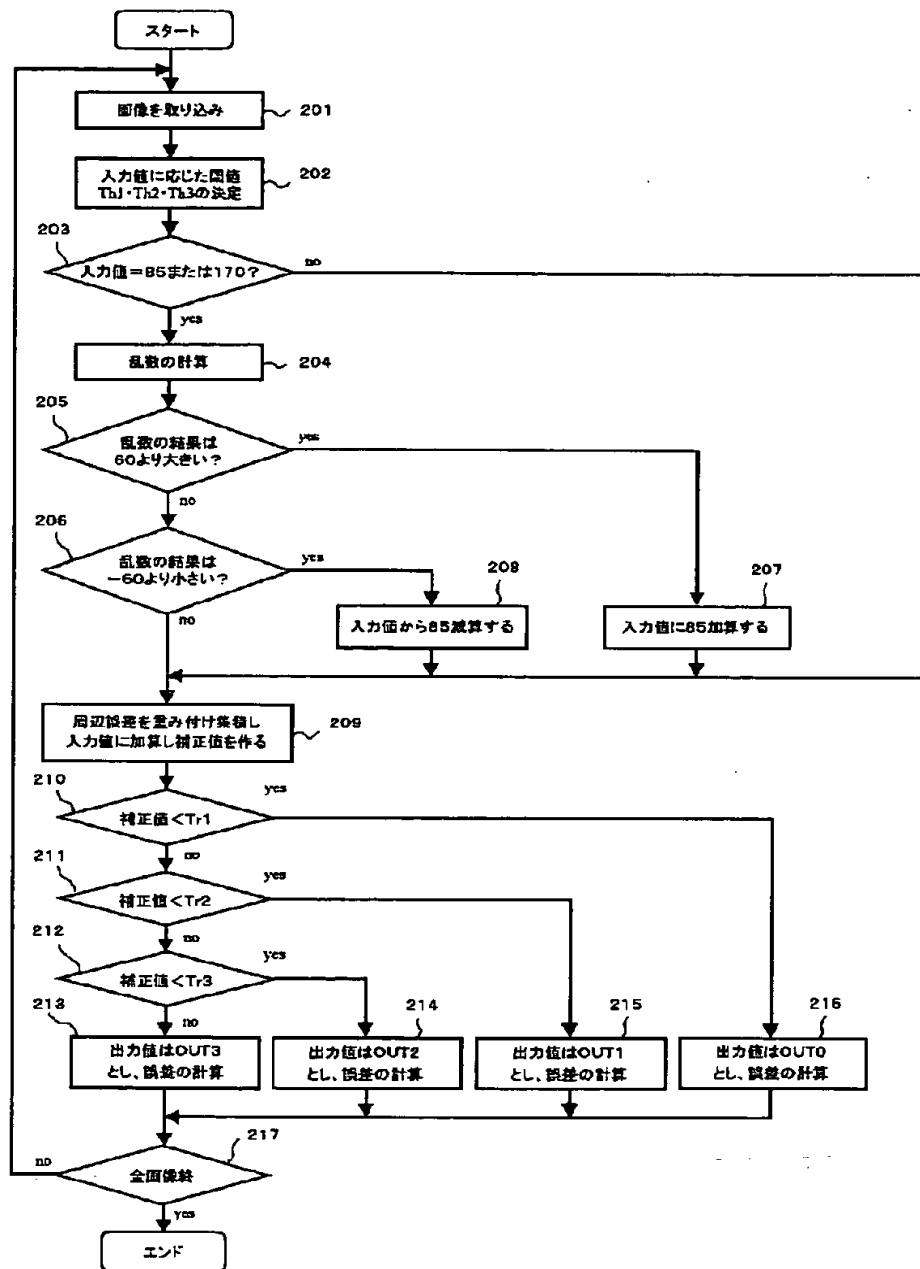 スタート
画像を取り込み
201
入力値に応じた閾値
Th1・Th2・Th3の決定
202
203
入力値=85または170?
no
yes
乱数の計算
204
205
乱数の結果は
60より大きい?
yes
no
206
乱数の結果は
-60より小さい?
yes
no
208
入力値から85減算する
207
入力値に85加算する
周辺誤差を重み付け集積し
入力値に加算し補正値を作る
209
210
補正値<Tr1
yes
no
211
補正値<Tr2
yes
no
212
補正値<Tr3
yes
no
213
出力値はOUT3
とし、誤差の計算
214
出力値はOUT2
とし、誤差の計算
215
出力値はOUT1
とし、誤差の計算
216
出力値はOUT0
とし、誤差の計算
217
no
全画像終
yes
エンド